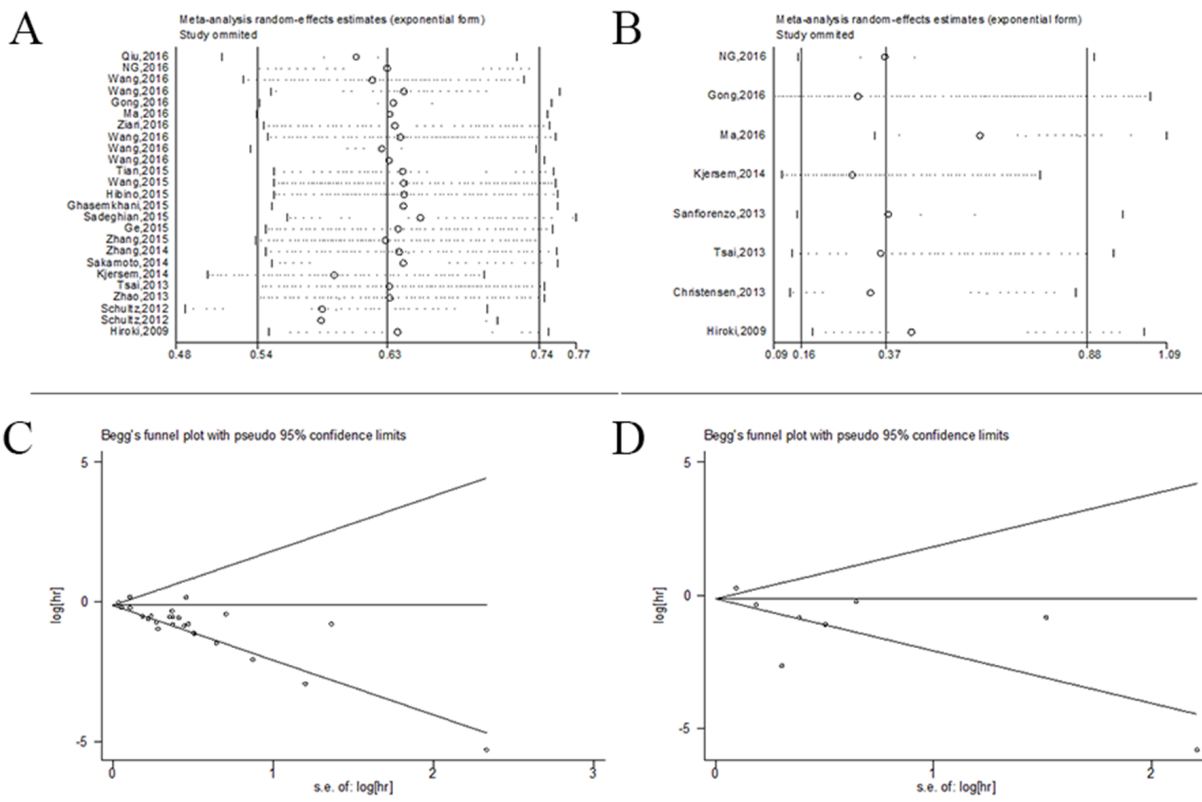 A
Meta-analysis random-effects estimates (exponential form)
Study ommited
Qiu,2016
NG,2016
Wang,2016
Wang,2016
Gong,2016
Ma,2016
Ziari,2016
Wang,2016
Wang,2016
Wang,2016
Tian,2015
Wang,2015
Hibino,2015
Ghasemkhani,2015
Sadeghian,2015
Ge,2015
Zhang,2015
Zhang,2014
Sakamoto,2014
Kjersem,2014
Tsai,2013
Zhao,2013
Schultz,2012
Schultz,2012
Hiroki,2009
0.48 0.54 0.63 0.74 0.77
B
Meta-analysis random-effects estimates (exponential form)
Study ommited
NG,2016
Gong,2016
Ma,2016
Kjersem,2014
Sanfiorenzo,2013
Tsai,2013
Christensen,2013
Hiroki,2009
0.09 0.16 0.37 0.88 1.09
C
Begg's funnel plot with pseudo 95% confidence limits
log[hr]
5
0
-5
0 1 2 3
s.e. of: log[hr]
D
Begg's funnel plot with pseudo 95% confidence limits
log[hr]
5
0
-5
0 1 2
s.e. of: log[hr]